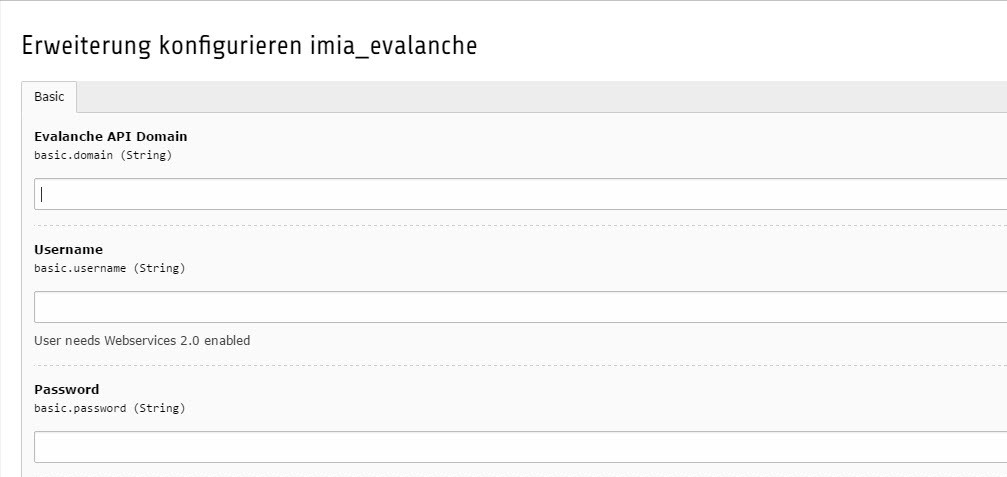 Erweiterung konfigurieren imia_evalanche
Basic
Evalanche API Domain
basic.domain (String)
Username
basic.username (String)
User needs Webservices 2.0 enabled
Password
basic.password (String)